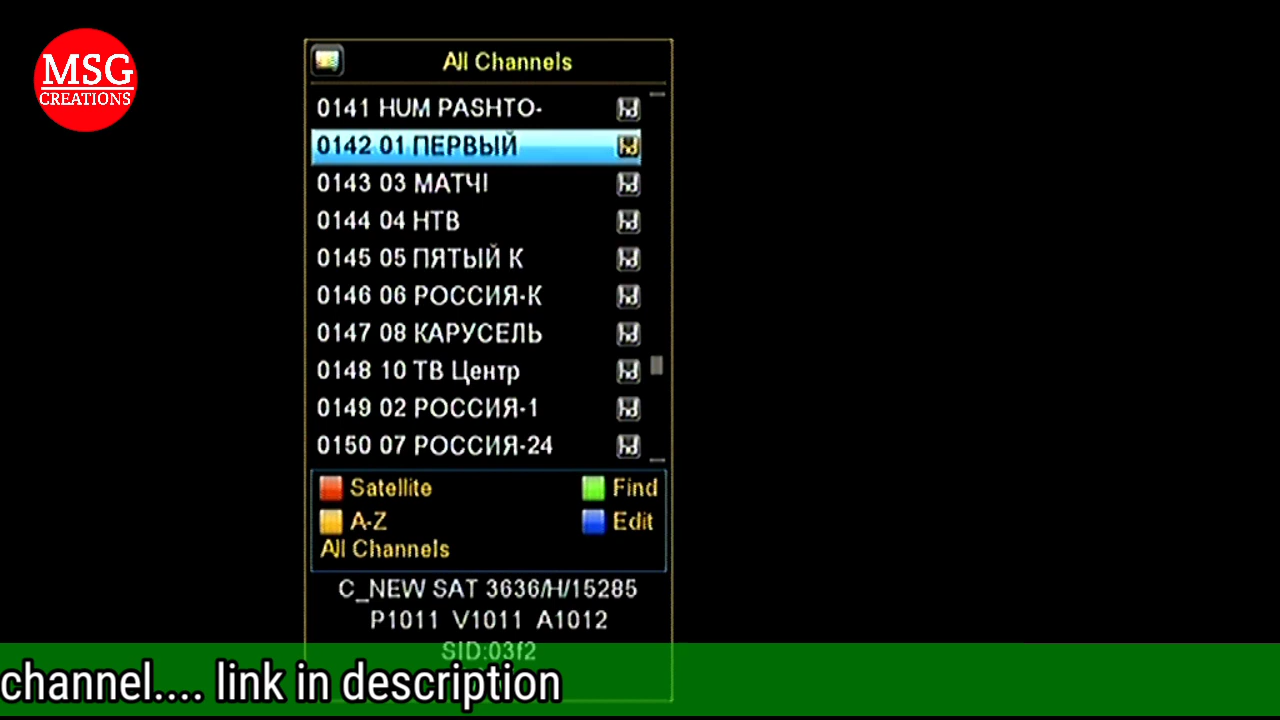 MSG
CREATIONS
All Channels
0141 HUM PASHTO-
0142 01 ПЕРВЫЙ
0143 03 МАТЧ!
0144 04 НТВ
0145 05 ПЯТЫЙ К
0146 06 РОССИЯ-К
0147 08 КАРУСЕЛЬ
0148 10 ТВ Центр
0149 02 РОССИЯ-1
0150 07 РОССИЯ-24
Satellite Find
A-Z Edit
All Channels
C_NEW SAT 3636/H/15285
P1011 V1011 A1012
SID:03f2
channel.... link in description